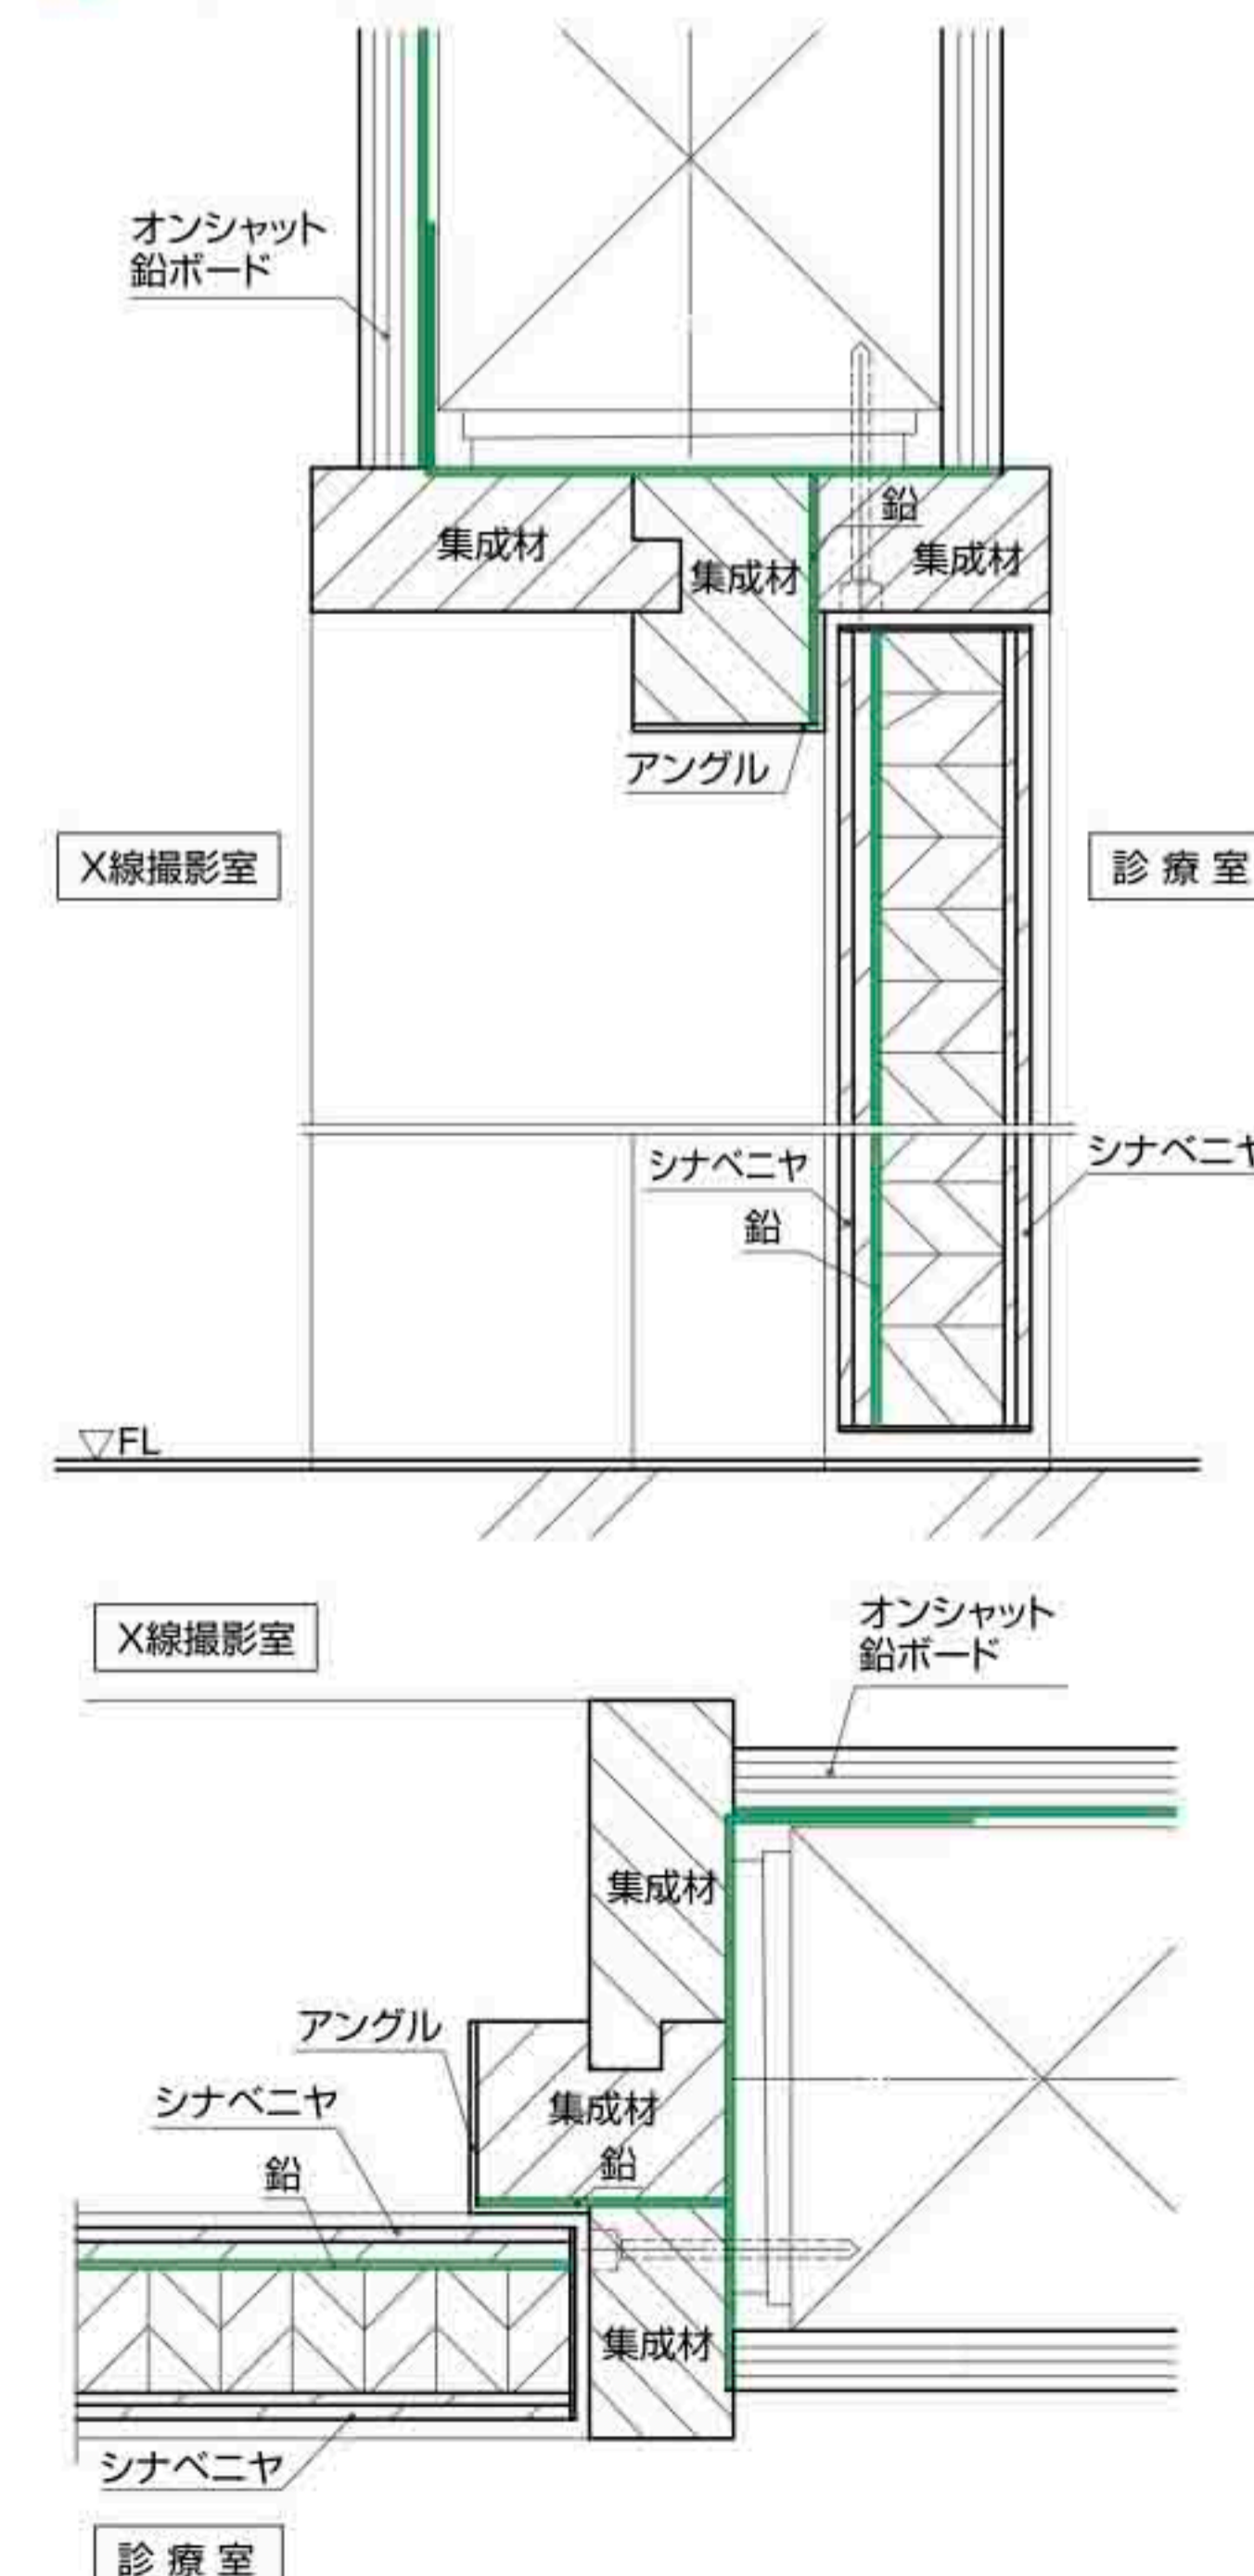 オンシャット
鉛ボード
鉛
集成材
集成材
集成材
アングル
X線撮影室
診療室
シナベニヤ
シナベニヤ
鉛
FL
X線撮影室
オンシャット
鉛ボード
集成材
アングル
シナベニヤ
集成材
鉛
鉛
集成材
シナベニヤ
診療室